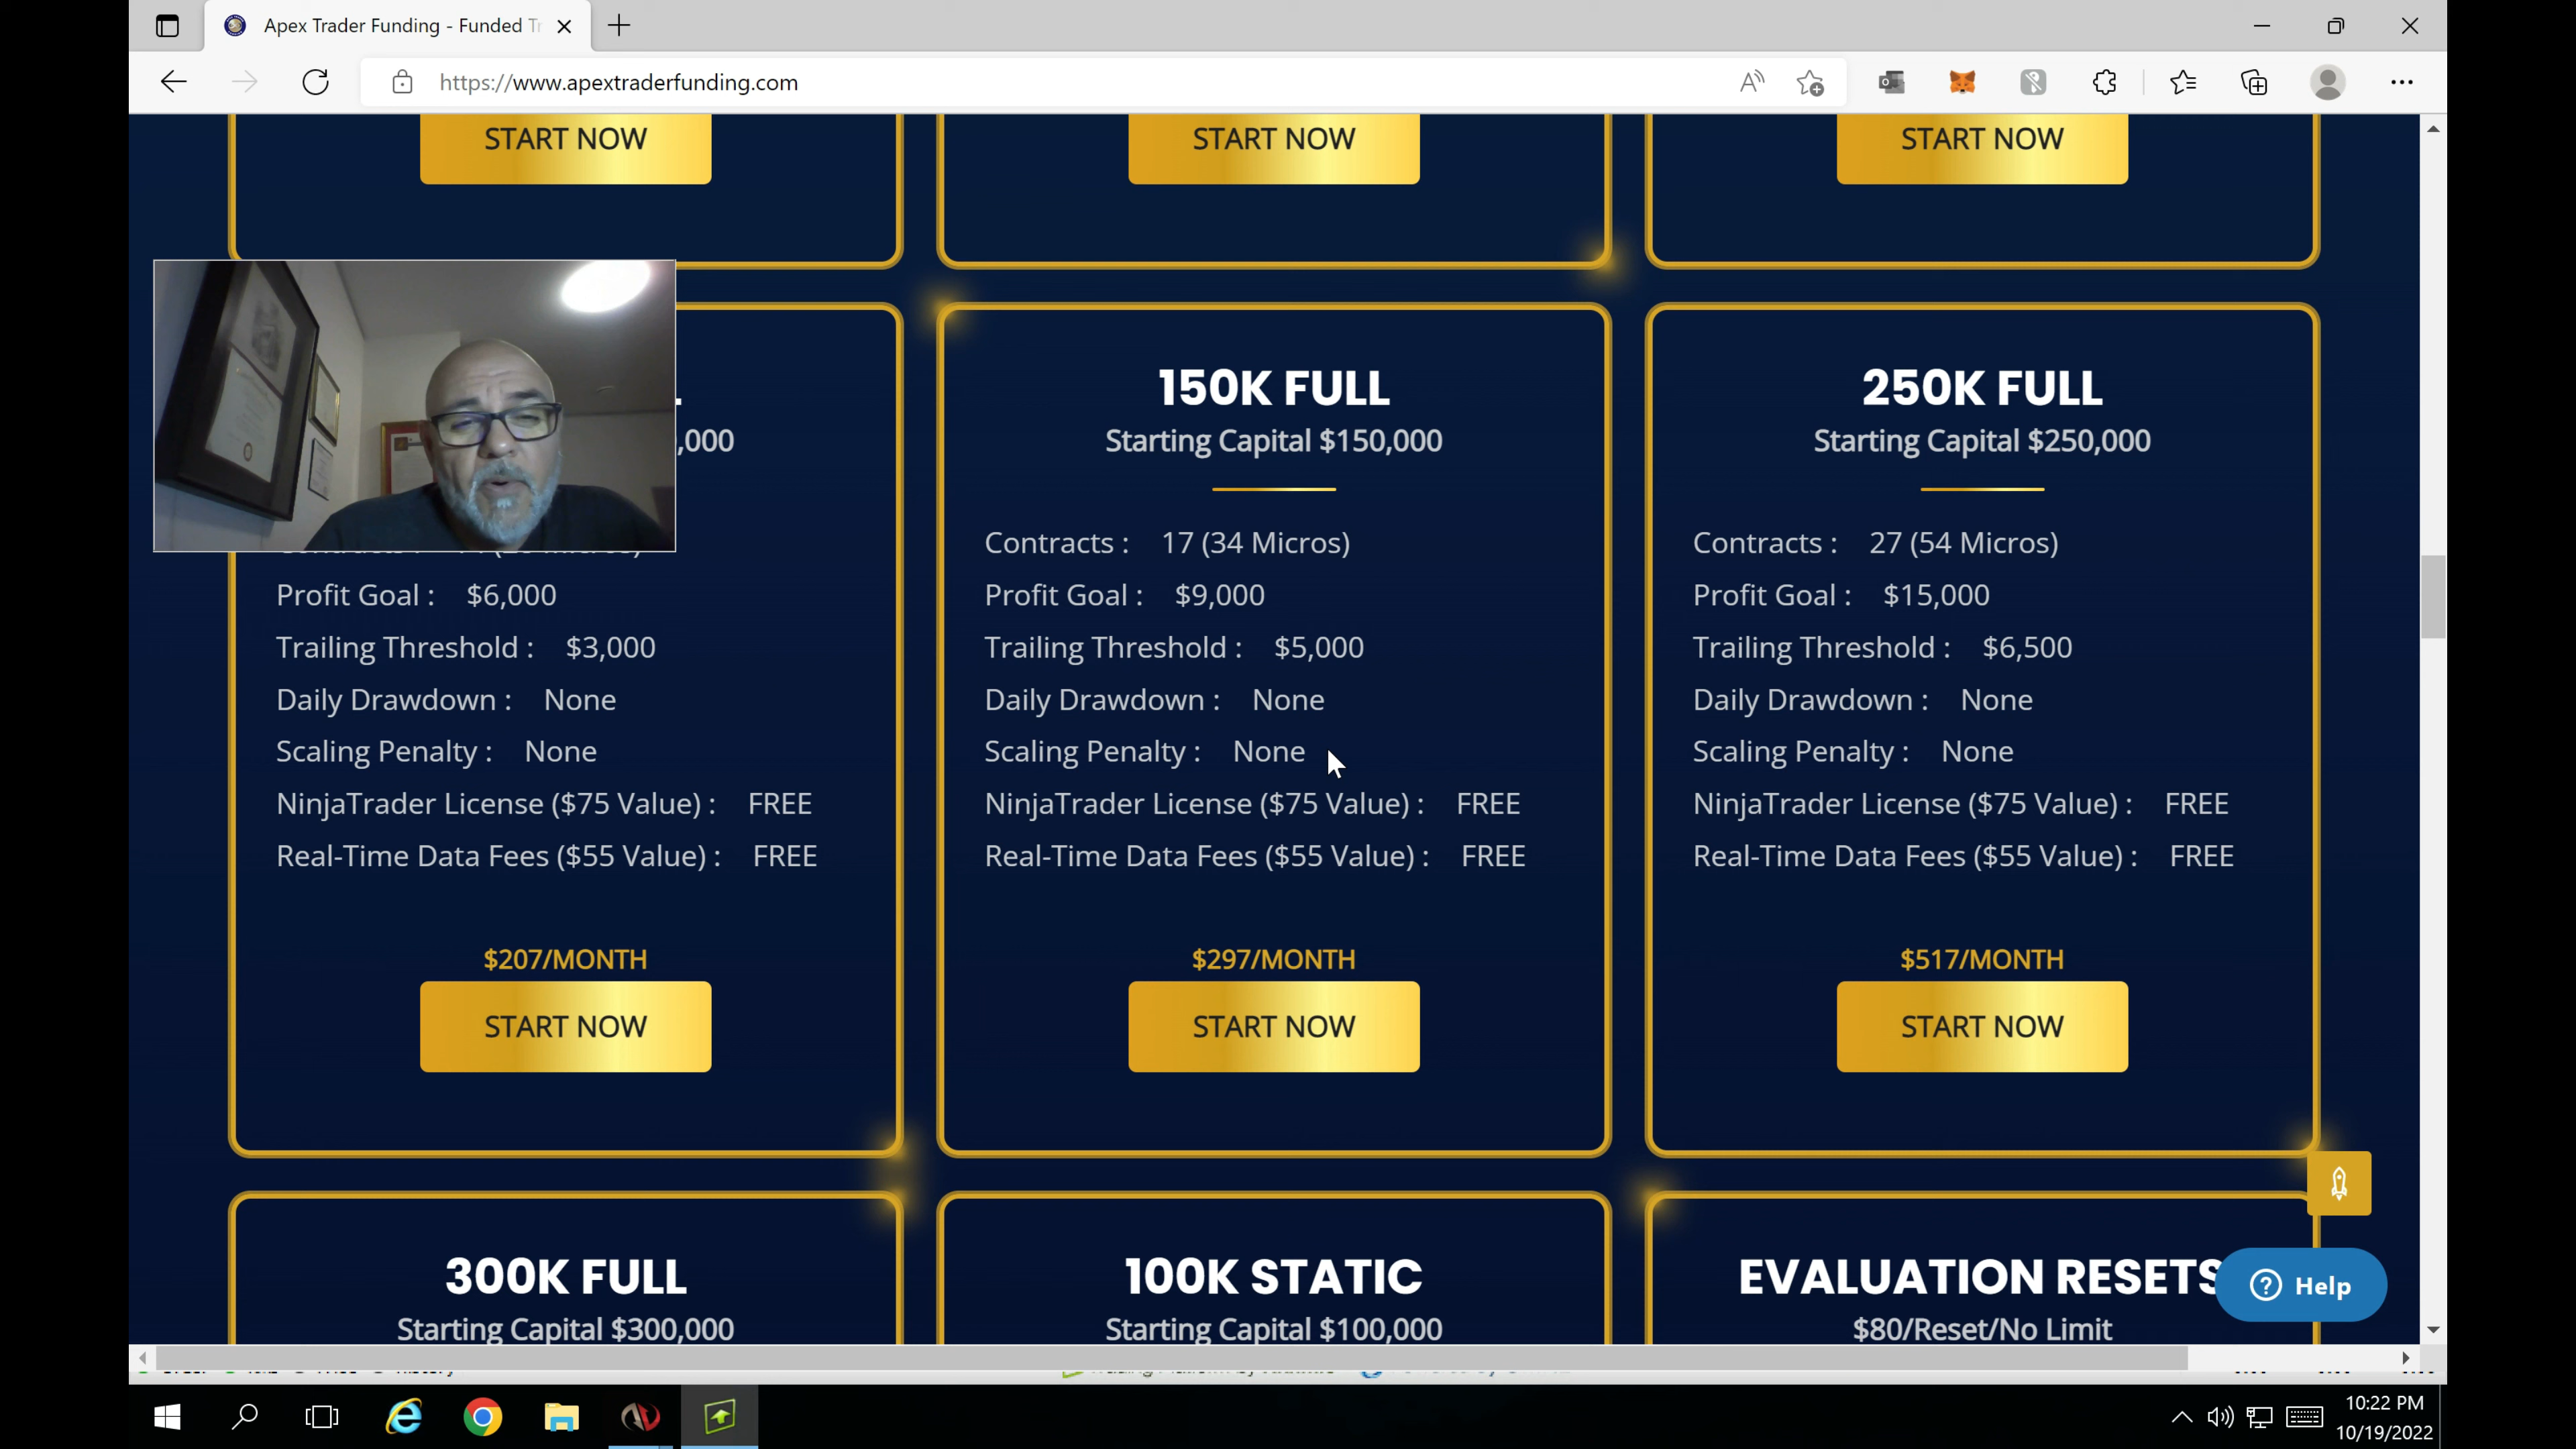 Apex Trader Funding - Funded Tr
https://www.apextraderfunding.com
START NOW
START NOW
START NOW
,000
Profit Goal : $6,000
Trailing Threshold : $3,000
Daily Drawdown : None
Scaling Penalty : None
NinjaTrader License ($75 Value) : FREE
Real-Time Data Fees ($55 Value) : FREE
$207/MONTH
START NOW
150K FULL
Starting Capital $150,000
Contracts : 17 (34 Micros)
Profit Goal : $9,000
Trailing Threshold : $5,000
Daily Drawdown : None
Scaling Penalty : None
NinjaTrader License ($75 Value) : FREE
Real-Time Data Fees ($55 Value) : FREE
$297/MONTH
START NOW
250K FULL
Starting Capital $250,000
Contracts : 27 (54 Micros)
Profit Goal : $15,000
Trailing Threshold : $6,500
Daily Drawdown : None
Scaling Penalty : None
NinjaTrader License ($75 Value) : FREE
Real-Time Data Fees ($55 Value) : FREE
$517/MONTH
START NOW
300K FULL
Starting Capital $300,000
100K STATIC
Starting Capital $100,000
EVALUATION RESETS
$80/Reset/No Limit
Help
10:22 PM
10/19/2022